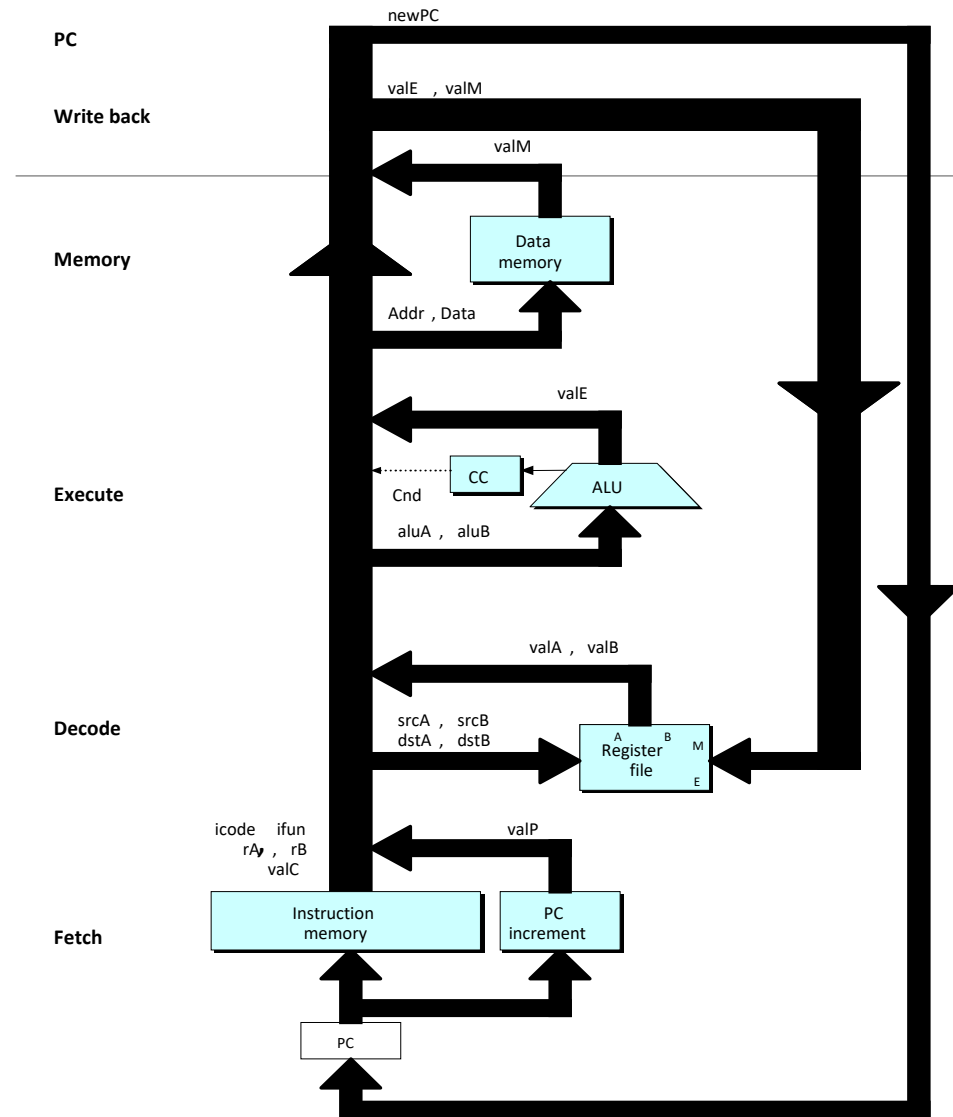 newPC
PC
valE , valM
Write back
valM
Memory
Data
memory
Addr , Data
valE
CC
ALU
Execute
Cnd
aluA , aluB
valA , valB
Decode
srcA , srcB
dstA , dstB
A B
M
Register
file
E
icode ifun
rA, , rB
valC
valP
Fetch
Instruction
memory
PC
increment
PC